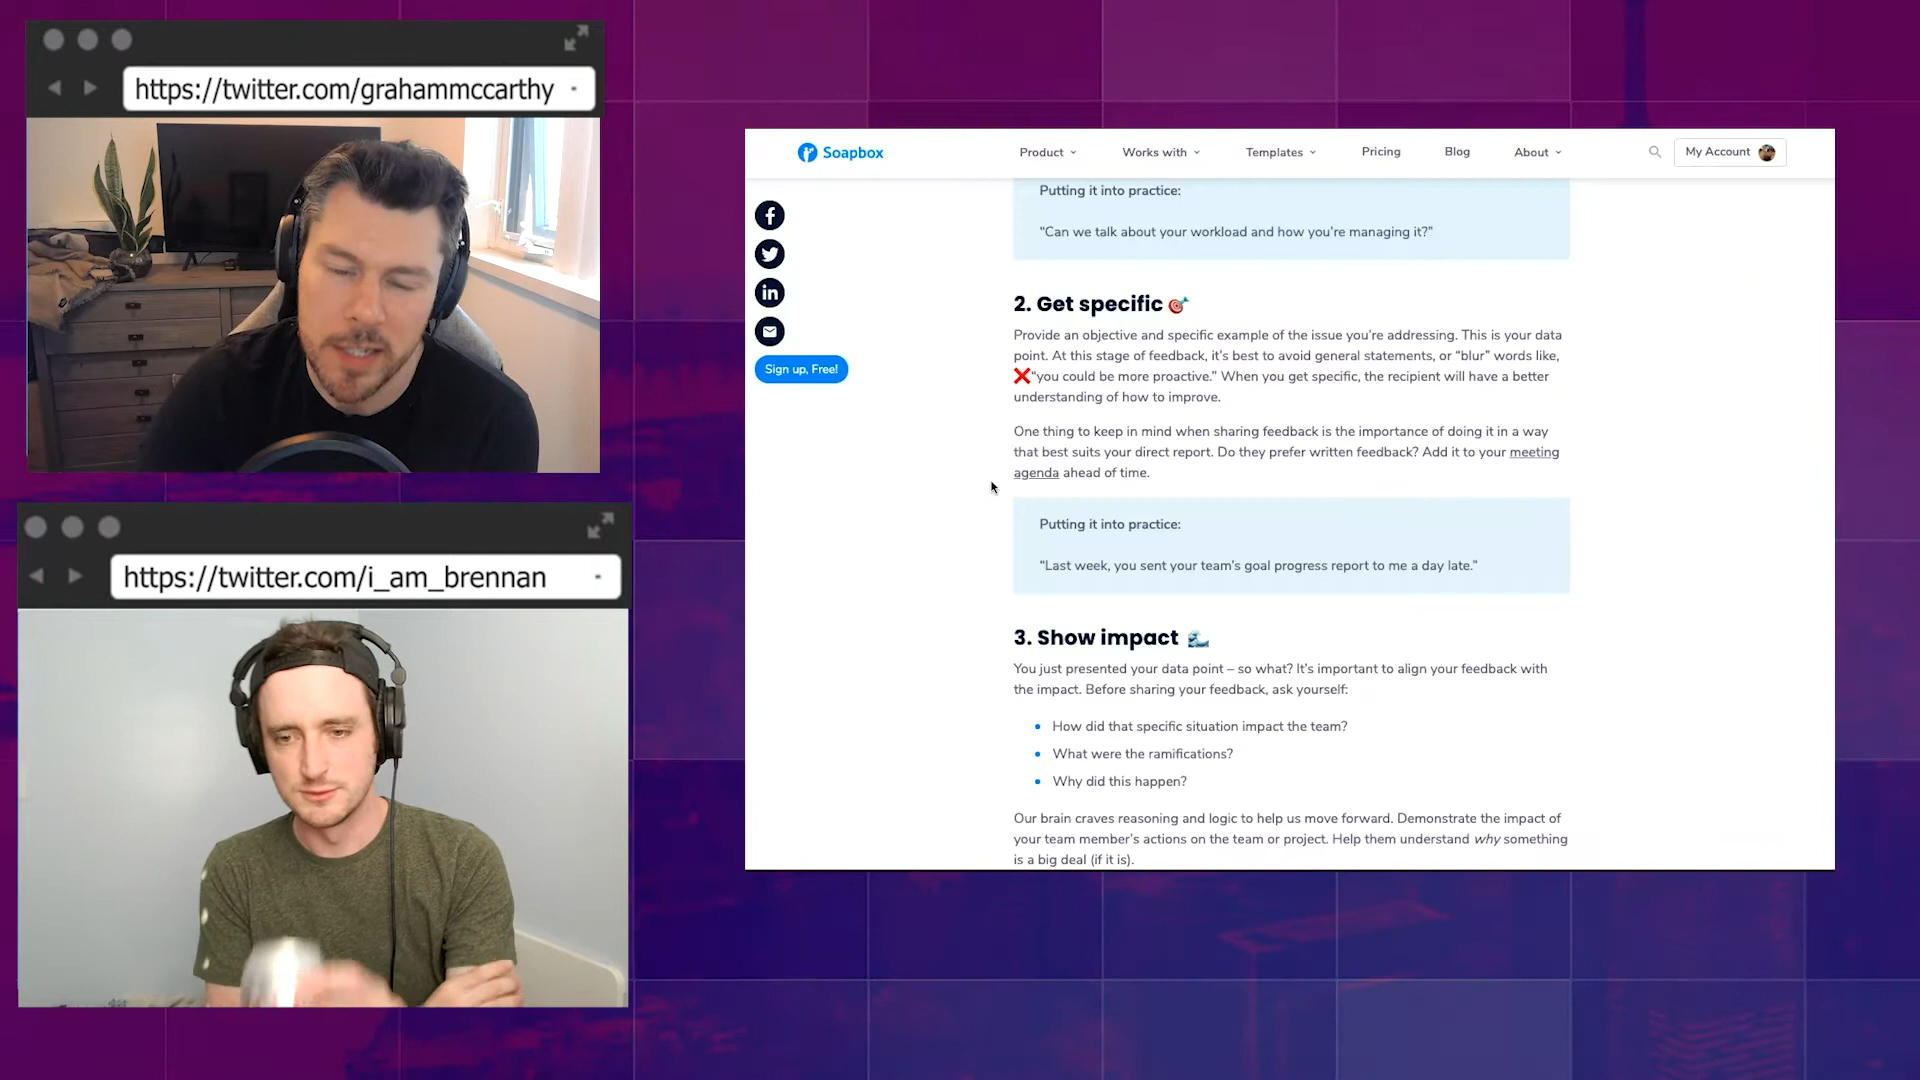 https://twitter.com/grahammccarthy
https://twitter.com/i_am_brennan
Soapbox
Product
Works with
Templates
Pricing
Blog
About
My Account
Sign up, Free!
Putting it into practice:
“Can we talk about your workload and how you’re managing it?”
2. Get specific 🎯
Provide an objective and specific example of the issue you’re addressing. This is your data
point. At this stage of feedback, it’s best to avoid general statements, or “blur” words like,
❌“you could be more proactive.” When you get specific, the recipient will have a better
understanding of how to improve.
One thing to keep in mind when sharing feedback is the importance of doing it in a way
that best suits your direct report. Do they prefer written feedback? Add it to your meeting
agenda ahead of time.
Putting it into practice:
“Last week, you sent your team’s goal progress report to me a day late.”
3. Show impact 🌊
You just presented your data point – so what? It’s important to align your feedback with
the impact. Before sharing your feedback, ask yourself:
• How did that specific situation impact the team?
• What were the ramifications?
• Why did this happen?
Our brain craves reasoning and logic to help us move forward. Demonstrate the impact of
your team member’s actions on the team or project. Help them understand why something
is a big deal (if it is).